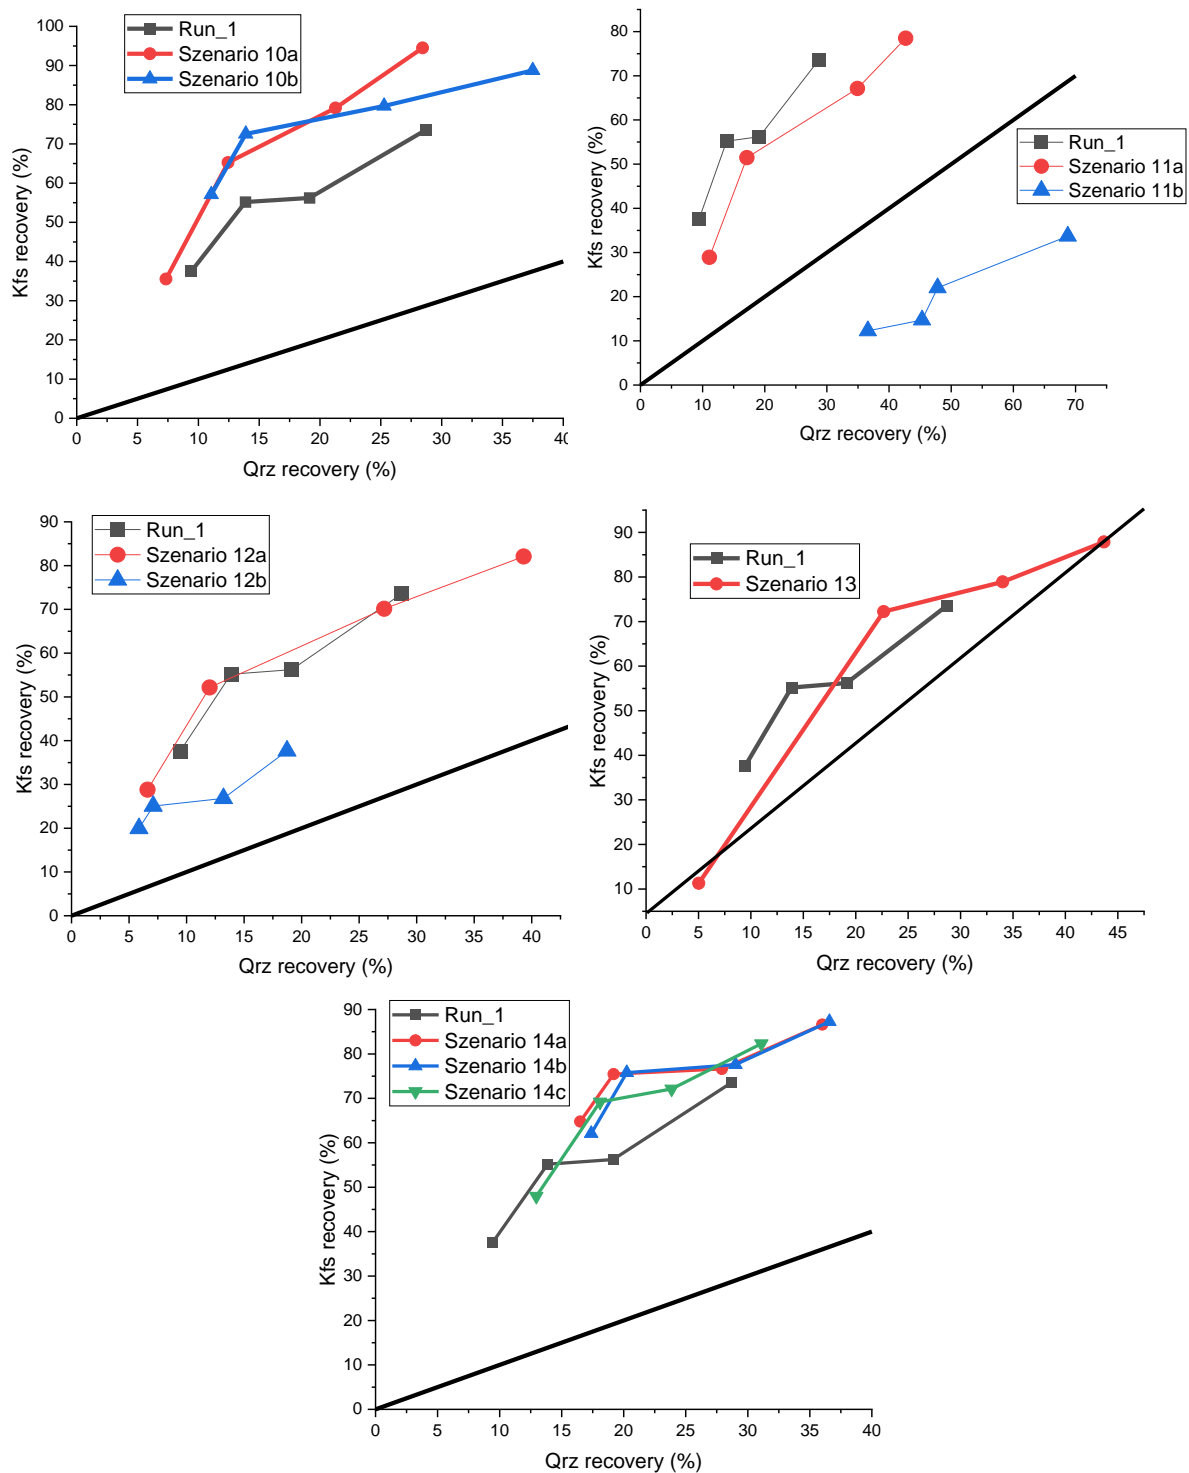 Run_1
Szenario 10a
Szenario 10b
100
90
80
70
60
50
40
30
20
10
0
Kfs recovery (%)
0 5 10 15 20 25 30 35 40
Qrz recovery (%)
80
70
60
50
40
30
20
10
0
Kfs recovery (%)
Run_1
Szenario 11a
Szenario 11b
0 10 20 30 40 50 60 70
Qrz recovery (%)
Run_1
Szenario 12a
Szenario 12b
90
80
70
60
50
40
30
20
10
0
Kfs recovery (%)
0 5 10 15 20 25 30 35 40
Qrz recovery (%)
Run_1
Szenario 13
90
80
70
60
50
40
30
20
10
Kfs recovery (%)
0 5 10 15 20 25 30 35 40 45
Qrz recovery (%)
Run_1
Szenario 14a
Szenario 14b
Szenario 14c
90
80
70
60
50
40
30
20
10
0
Kfs recovery (%)
0 5 10 15 20 25 30 35 40
Qrz recovery (%)